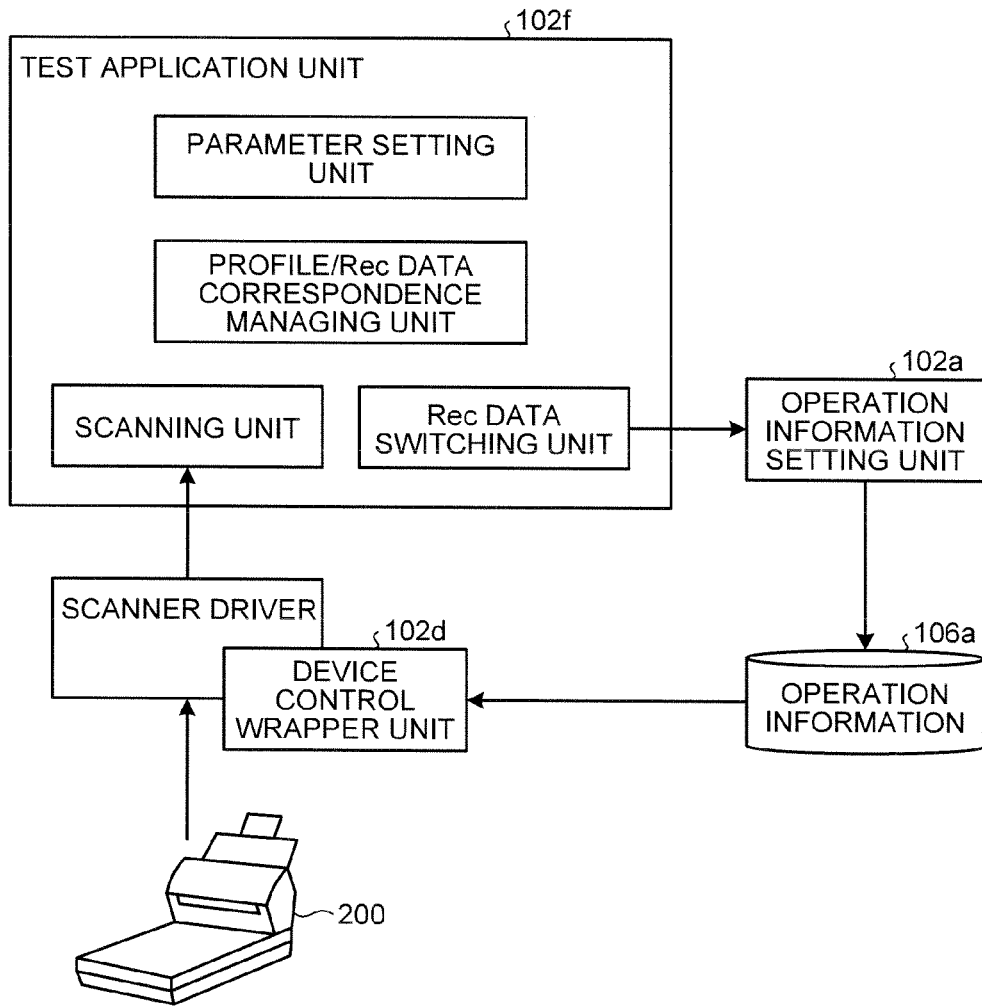 102f
TEST APPLICATION UNIT
PARAMETER SETTING
UNIT
PROFILE/Rec DATA
CORRESPONDENCE
MANAGING UNIT
SCANNING UNIT
Rec DATA
SWITCHING UNIT
102a
OPERATION
INFORMATION
SETTING UNIT
SCANNER DRIVER
102d
DEVICE
CONTROL
WRAPPER UNIT
106a
OPERATION
INFORMATION
200